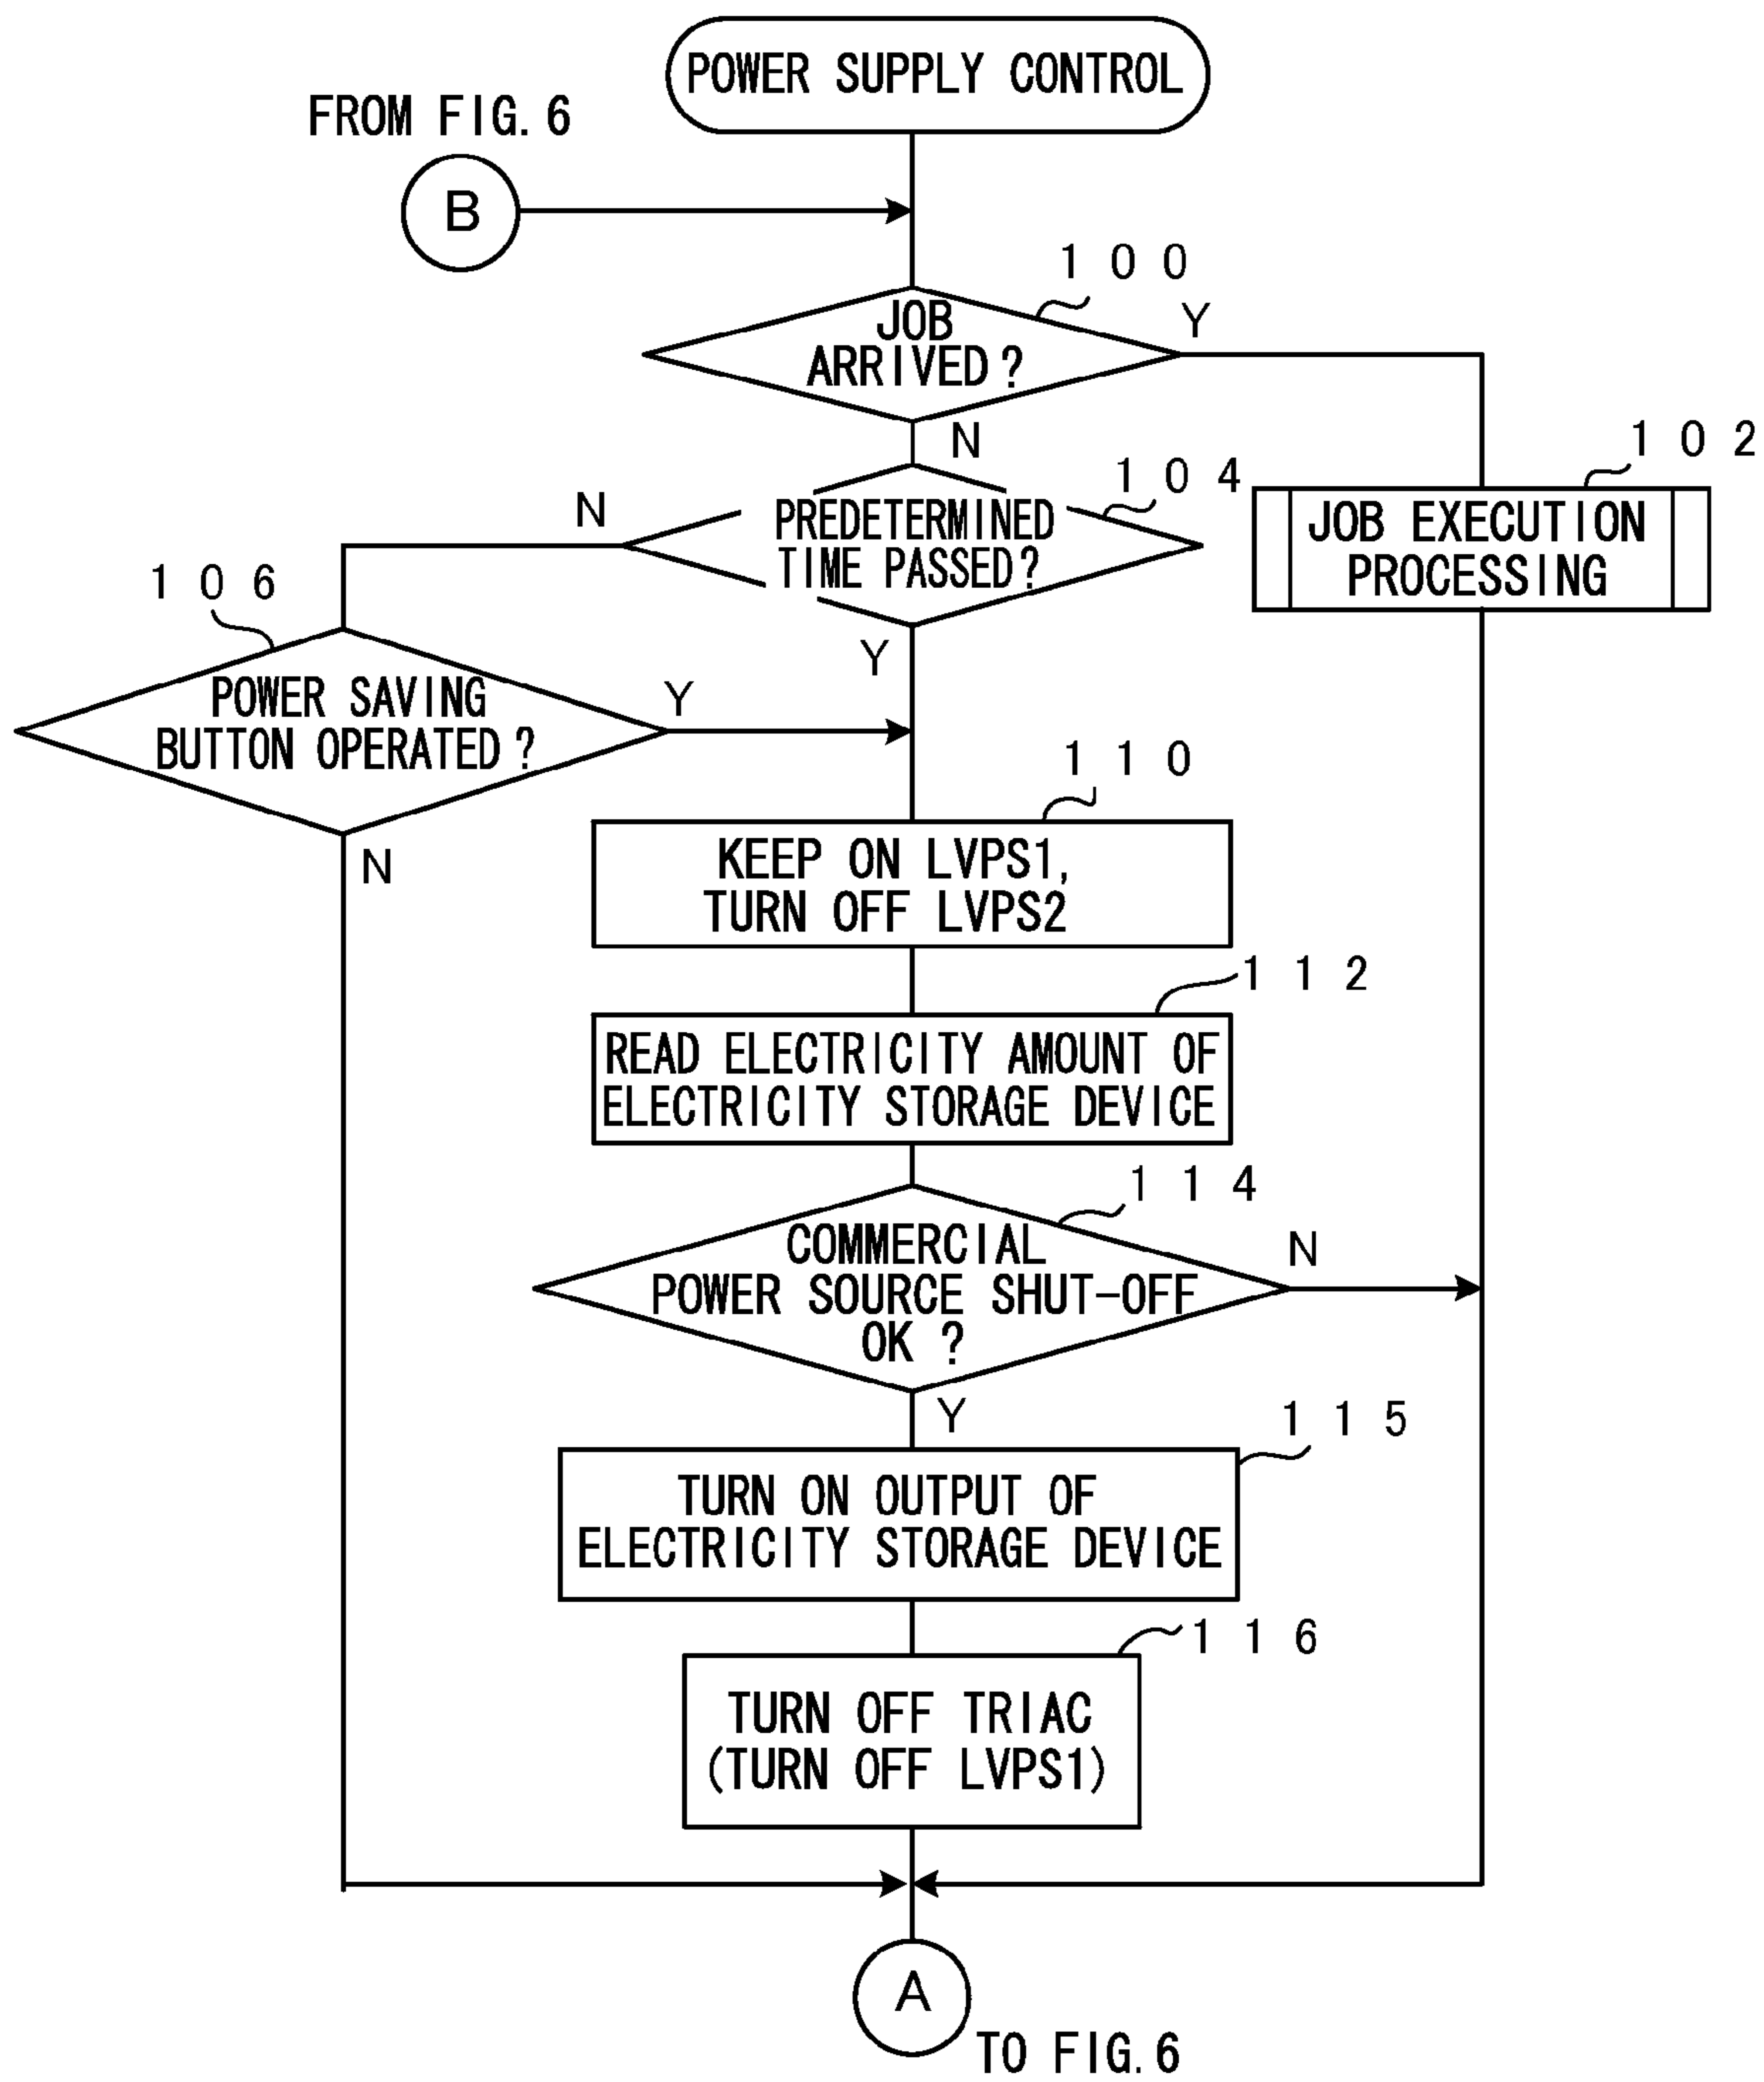 POWER SUPPLY CONTROL
FROM FIG. 6
B
100
JOB
ARRIVED?
Y
N
102
JOB EXECUTION
PROCESSING
104
PREDETERMINED
TIME PASSED?
N
Y
106
POWER SAVING
BUTTON OPERATED?
Y
N
110
KEEP ON LVPS1,
TURN OFF LVPS2
112
READ ELECTRICITY AMOUNT OF
ELECTRICITY STORAGE DEVICE
114
COMMERCIAL
POWER SOURCE SHUT-OFF
OK ?
N
Y
115
TURN ON OUTPUT OF
ELECTRICITY STORAGE DEVICE
116
TURN OFF TRIAC
(TURN OFF LVPS1)
A
TO FIG. 6